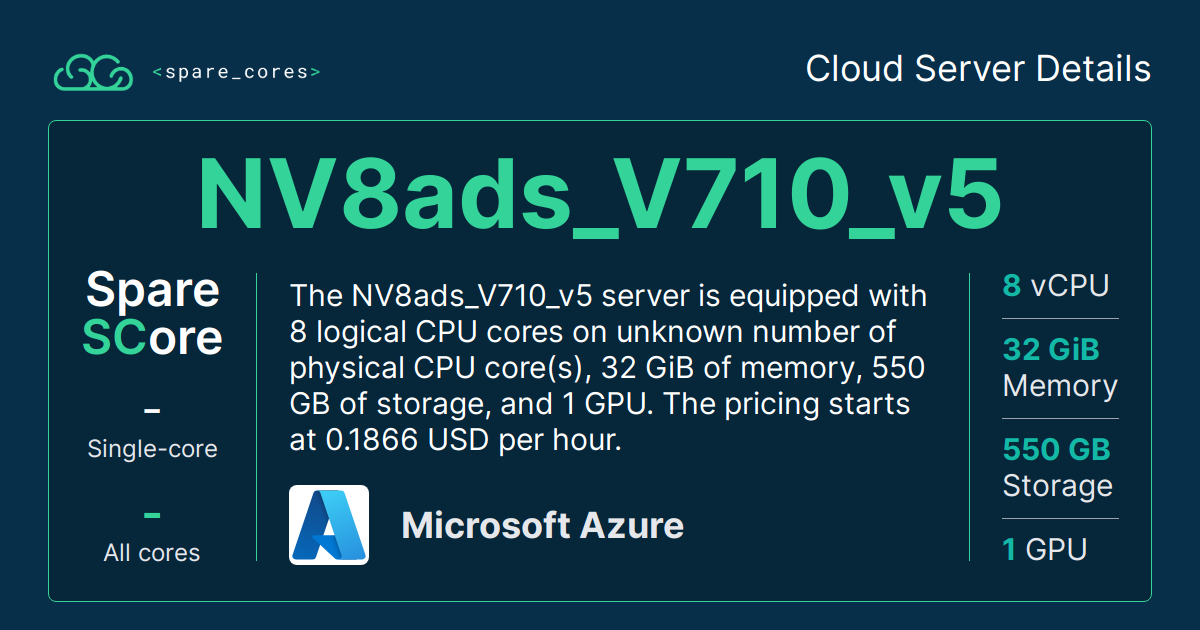 <spare_cores>
Cloud Server Details
NV8ads_V710_v5
Spare
SCore
–
Single-core
–
All cores
The NV8ads_V710_v5 server is equipped with
8 logical CPU cores on unknown number of
physical CPU core(s), 32 GiB of memory, 550
GB of storage, and 1 GPU. The pricing starts
at 0.1866 USD per hour.
Microsoft Azure
8 vCPU
32 GiB
Memory
550 GB
Storage
1 GPU